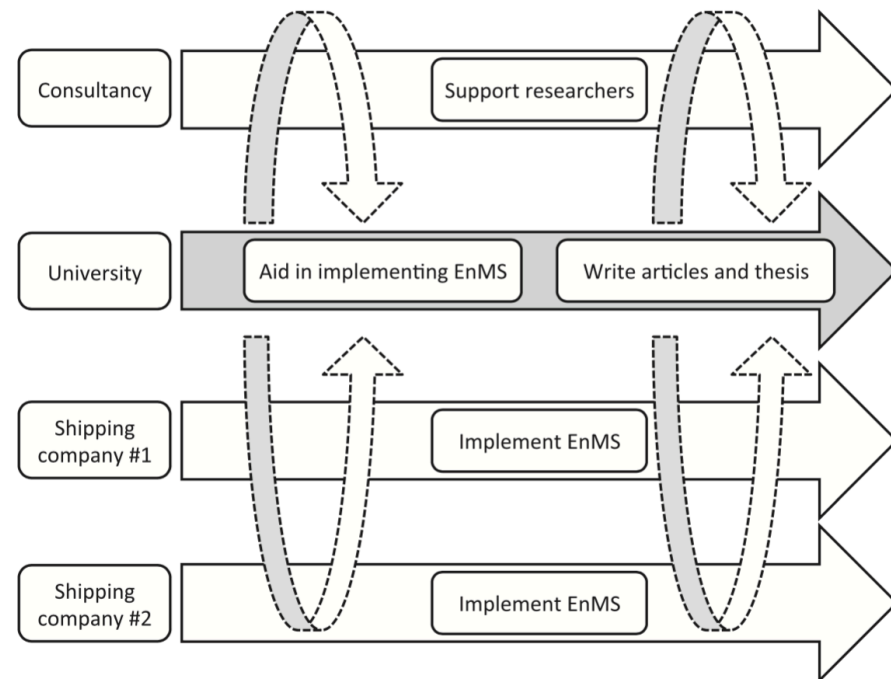 Consultancy
Support researchers
University
Aid in implementing EnMS
Write articles and thesis
Shipping
company #1
Implement EnMS
Shipping
company #2
Implement EnMS